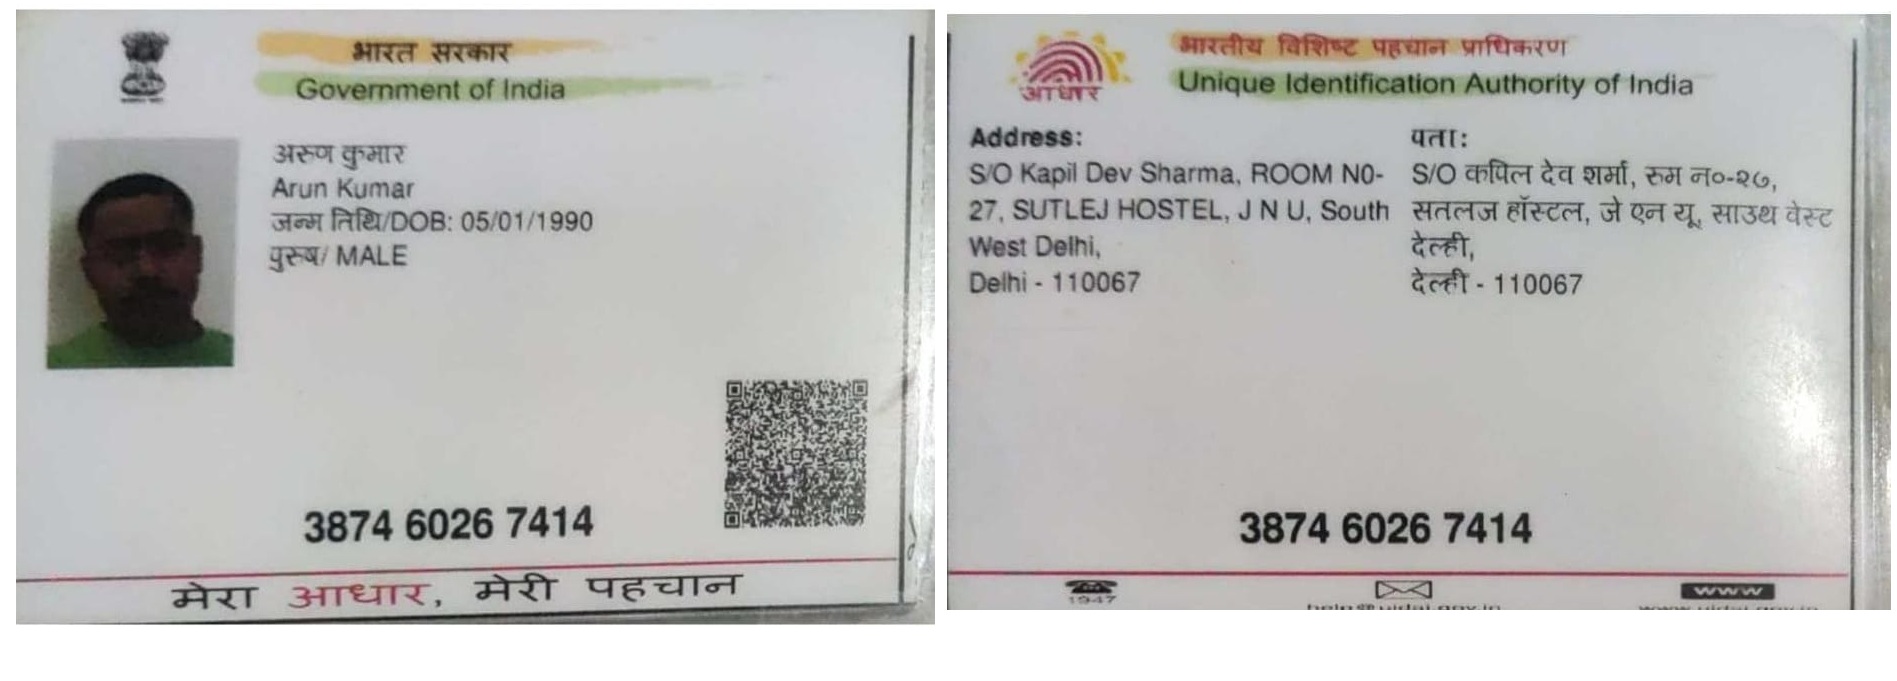 भारत सरकार
Government of India
अरुण कुमार
Arun Kumar
जन्म तिथि/DOB: 05/01/1990
पुरुष/ MALE
3874 6026 7414
मेरा आधार, मेरी पहचान
भारतीय विशिष्ट पहचान प्राधिकरण
Unique Identification Authority of India
आधार
Address:
S/O Kapil Dev Sharma, ROOM N0-
27, SUTLEJ HOSTEL, J N U, South
West Delhi,
Delhi - 110067
पता:
S/O कपिल देव शर्मा, रुम न०-२७,
सतलज हॉस्टल, जे एन यू, साउथ वेस्ट
देल्ही,
देल्ही - 110067
3874 6026 7414
1947
www